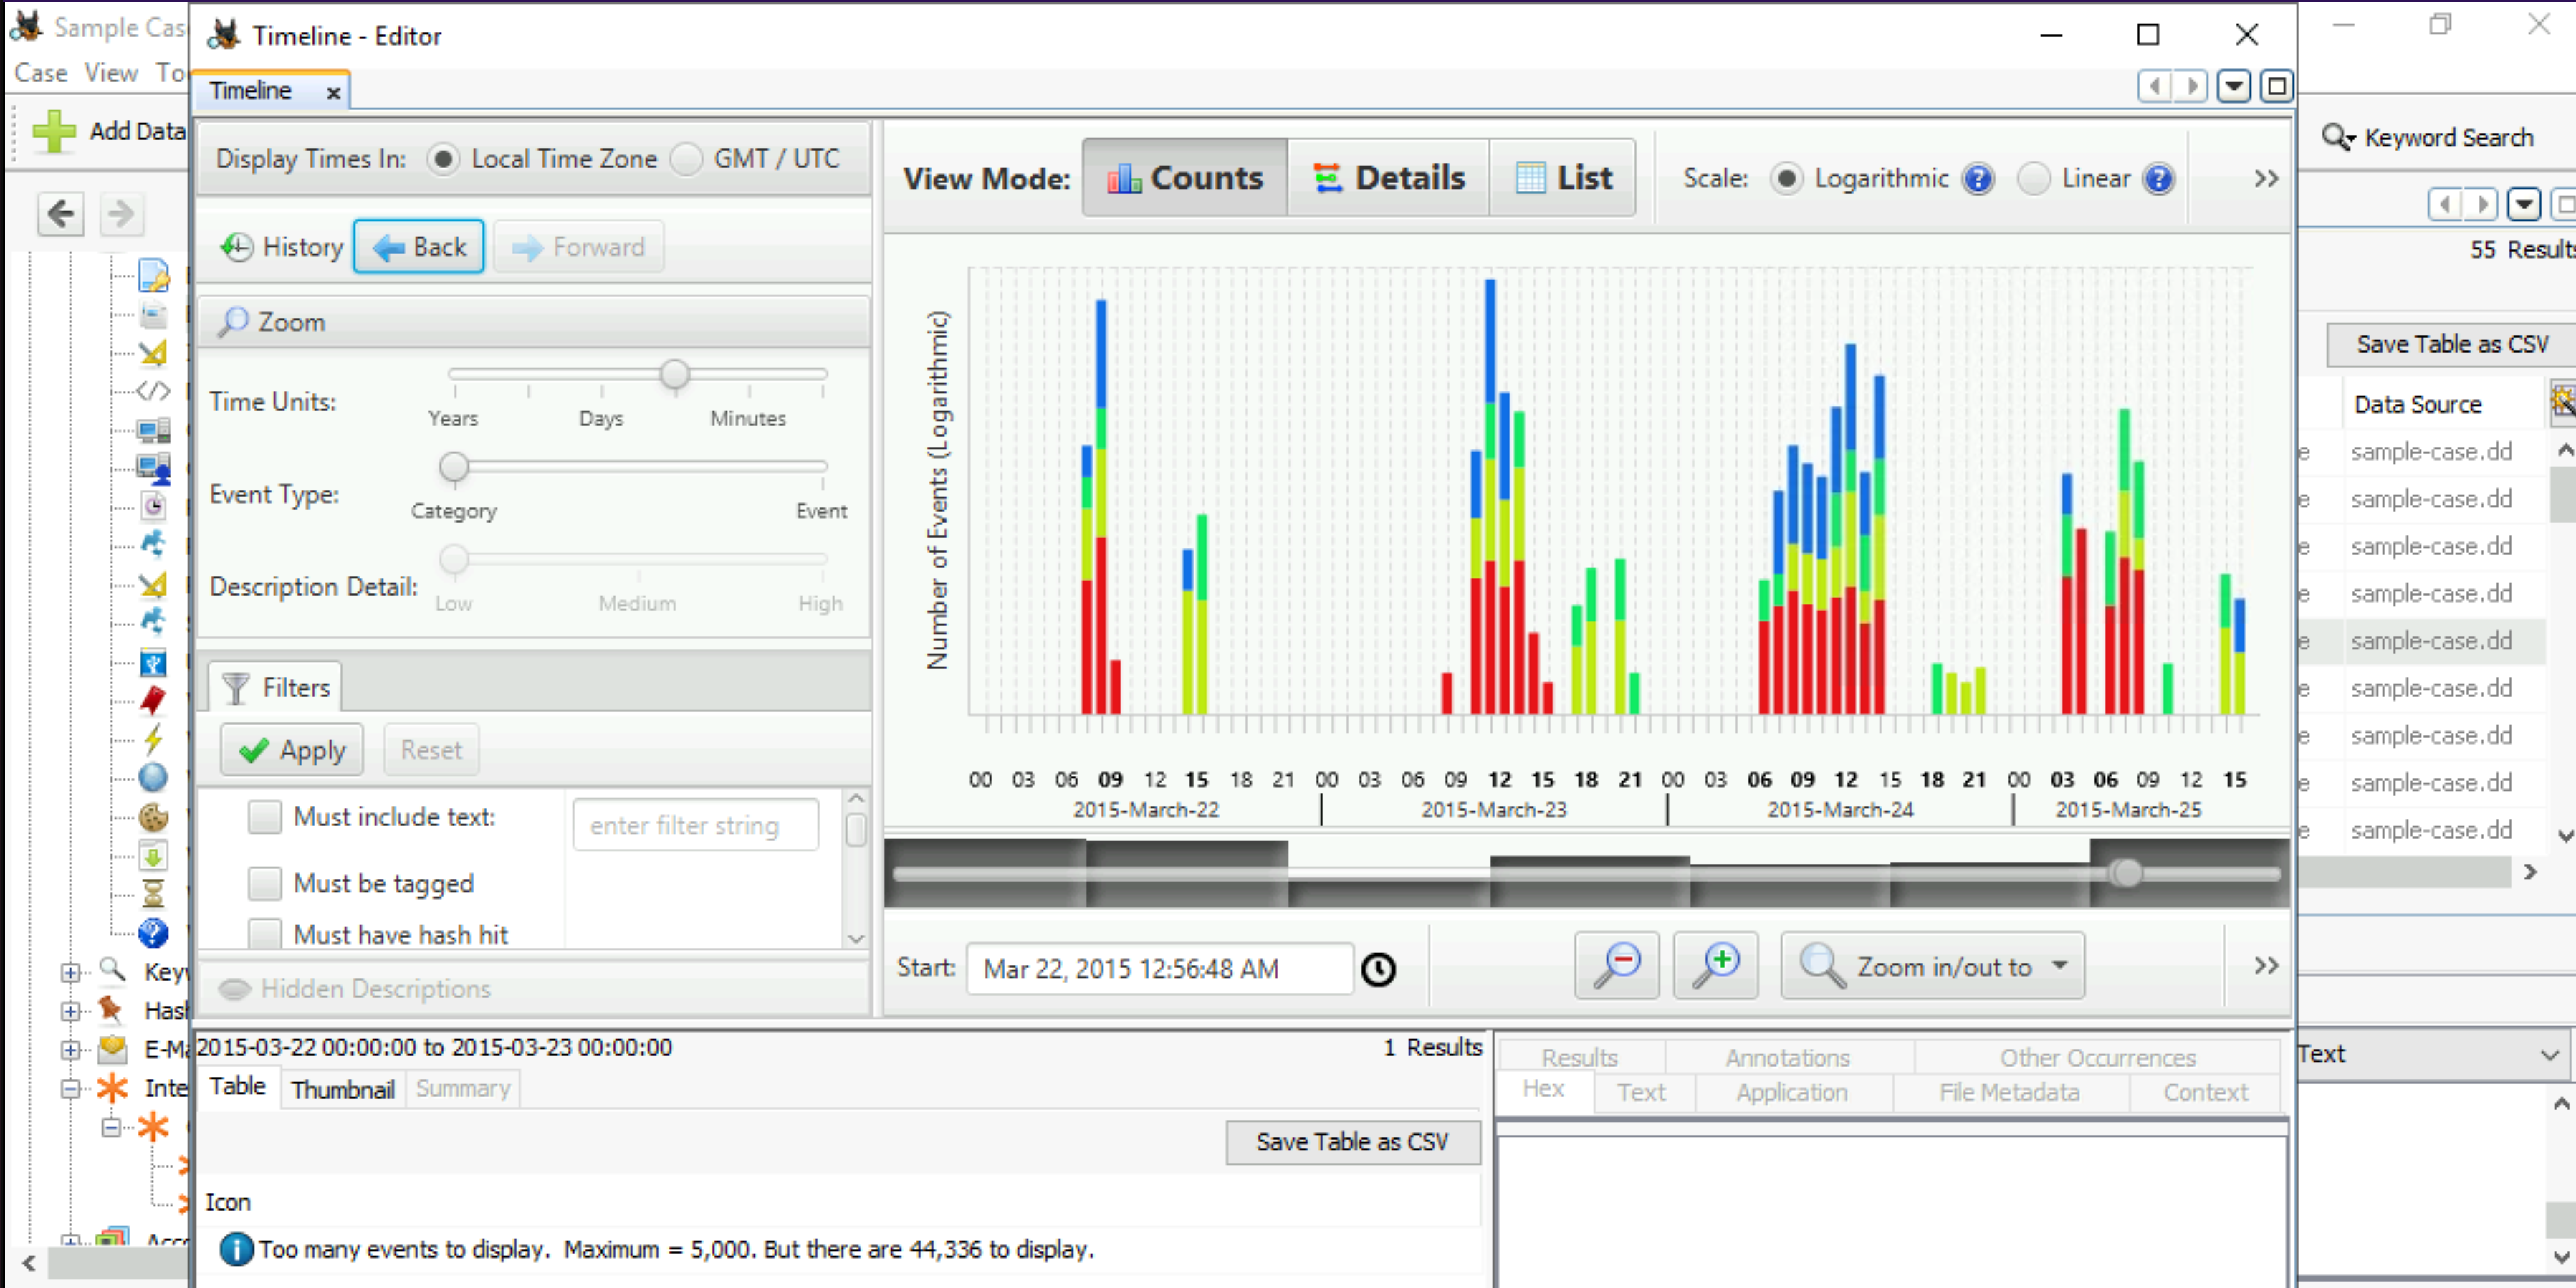 Sample Cas
Timeline - Editor
Case View To
Timeline x
Add Data
Display Times In: Local Time Zone GMT / UTC
View Mode: Counts Details List Scale: Logarithmic ? Linear ? >>
Keyword Search
History Back Forward
55 Results
Zoom
Save Table as CSV
Time Units:
Years Days Minutes
Data Source
Event Type:
Category Event
Description Detail:
Low Medium High
Number of Events (Logarithmic)
e sample-case.dd
e sample-case.dd
e sample-case.dd
e sample-case.dd
e sample-case.dd
e sample-case.dd
e sample-case.dd
e sample-case.dd
e sample-case.dd
Filters
Apply Reset
00 03 06 09 12 15 18 21 00 03 06 09 12 15 18 21 00 03 06 09 12 15 18 21 00 03 06 09 12 15
2015-March-22 2015-March-23 2015-March-24 2015-March-25
Must include text: enter filter string
Must be tagged
Must have hash hit
Hidden Descriptions
Start: Mar 22, 2015 12:56:48 AM Zoom in/out to >>
Keyw
Hash
E-Ma
Inte
Acco
2015-03-22 00:00:00 to 2015-03-23 00:00:00 1 Results
Table Thumbnail Summary
Results Annotations Other Occurrences
Hex Text Application File Metadata Context
Text
Save Table as CSV
Icon
Too many events to display. Maximum = 5,000. But there are 44,336 to display.